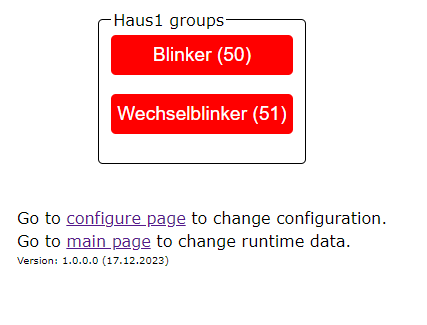 Haus1 groups
Blinker (50)
Wechselblinker (51)
Go to configure page to change configuration.
Go to main page to change runtime data.
Version: 1.0.0.0 (17.12.2023)